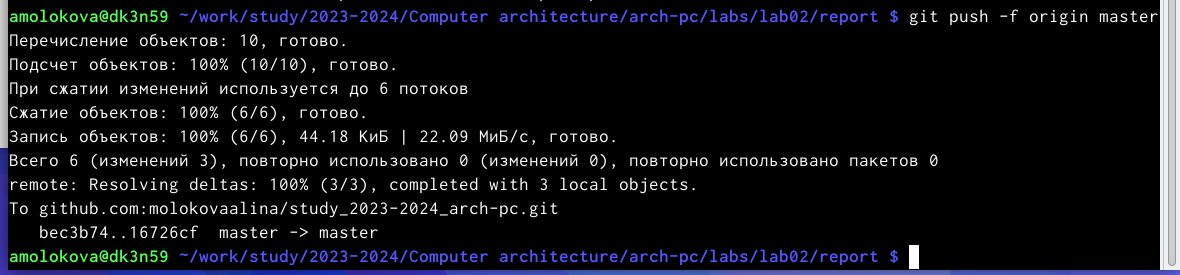 amolokova@dk3n59 ~/work/study/2023-2024/Computer architecture/arch-pc/labs/lab02/report $ git push -f origin master
Перечисление объектов: 10, готово.
Подсчет объектов: 100% (10/10), готово.
При сжатии изменений используется до 6 потоков
Сжатие объектов: 100% (6/6), готово.
Запись объектов: 100% (6/6), 44.18 КиБ | 22.09 МиБ/с, готово.
Всего 6 (изменений 3), повторно использовано 0 (изменений 0), повторно использовано пакетов 0
remote: Resolving deltas: 100% (3/3), completed with 3 local objects.
To github.com:molokovaalina/study_2023-2024_arch-pc.git
   bec3b74..16726cf  master -> master
amolokova@dk3n59 ~/work/study/2023-2024/Computer architecture/arch-pc/labs/lab02/report $